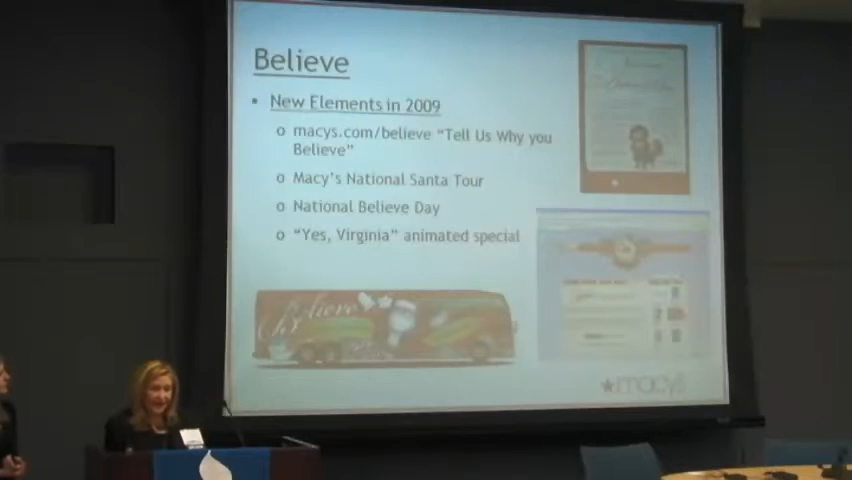 Believe
• New Elements in 2009
o macys.com/believe “Tell Us Why you
Believe”
o Macy’s National Santa Tour
o National Believe Day
o “Yes, Virginia” animated special
Believe
macy's